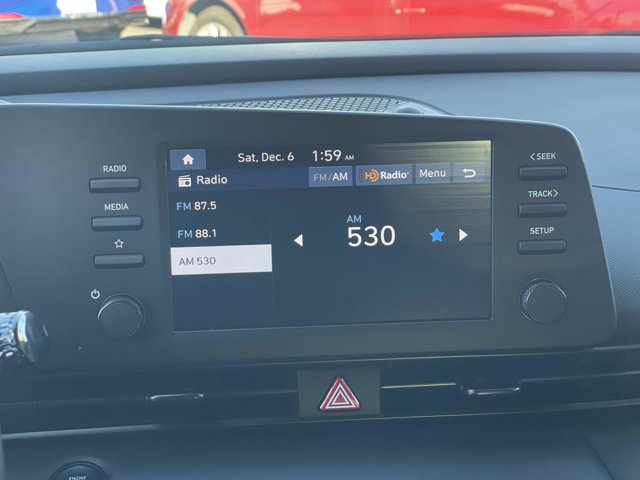 Sat, Dec. 6 1:59 AM
Radio FM/AM HD Radio Menu
FM 87.5
FM 88.1
AM 530
AM
530
RADIO
MEDIA
SEEK
TRACK
SETUP
ENGINE